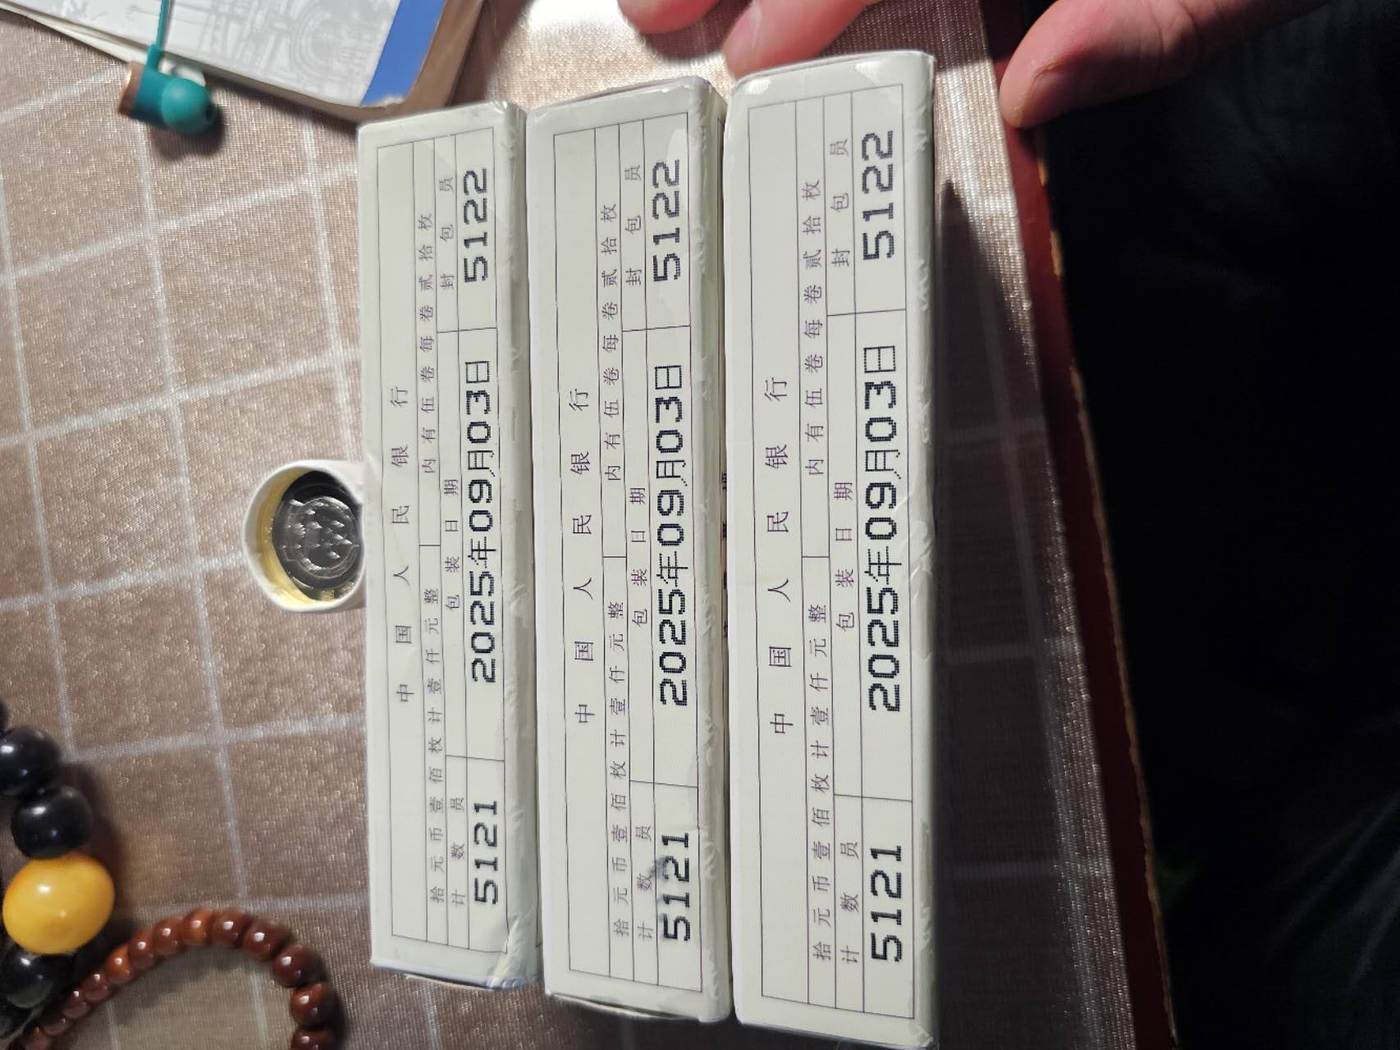 中国人民银行
拾元币壹佰枚计壹仟元整 内有伍卷每卷贰拾枚
计数员 包装日期 封包员
5121 2025年09月03日 5122
中国人民银行
拾元币壹佰枚计壹仟元整 内有伍卷每卷贰拾枚
计数员 包装日期 封包员
5121 2025年09月03日 5122
中国人民银行
拾元币壹佰枚计壹仟元整 内有伍卷每卷贰拾枚
计数员 包装日期 封包员
5121 2025年09月03日 5122